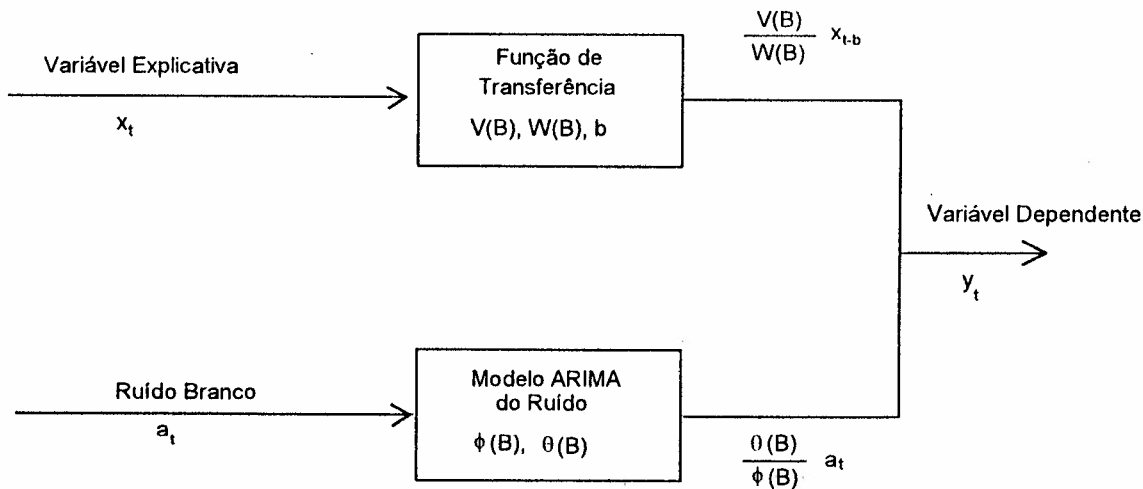 Variável Explicativa
x_t
Função de
Transferência
V(B), W(B), b
V(B)
W(B)
x_{t-b}
Variável Dependente
y_t
Ruído Branco
a_t
Modelo ARIMA
do Ruído
ϕ(B), θ(B)
θ(B)
ϕ(B)
a_t